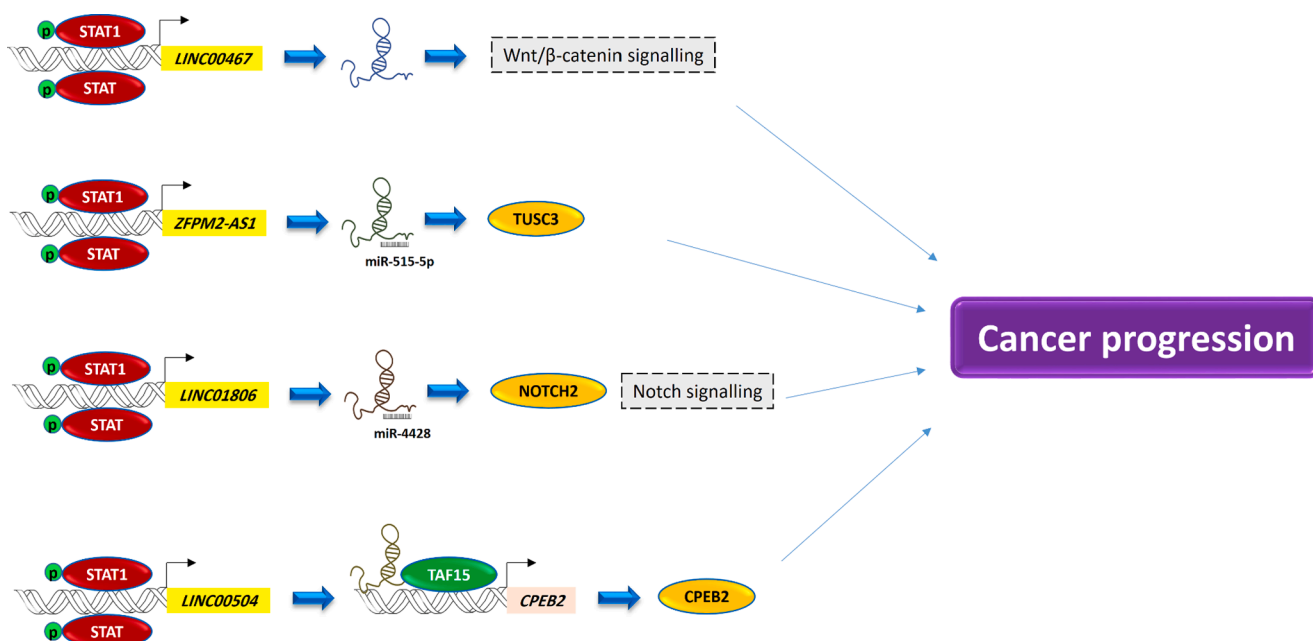 p STAT1
LINC00467
p STAT
Wnt/β-catenin signalling
p STAT1
ZFPM2-AS1
p STAT
miR-515-5p
TUSC3
Cancer progression
p STAT1
LINC01806
p STAT
miR-4428
NOTCH2
Notch signalling
p STAT1
LINC00504
p STAT
TAF15
CPEB2
CPEB2